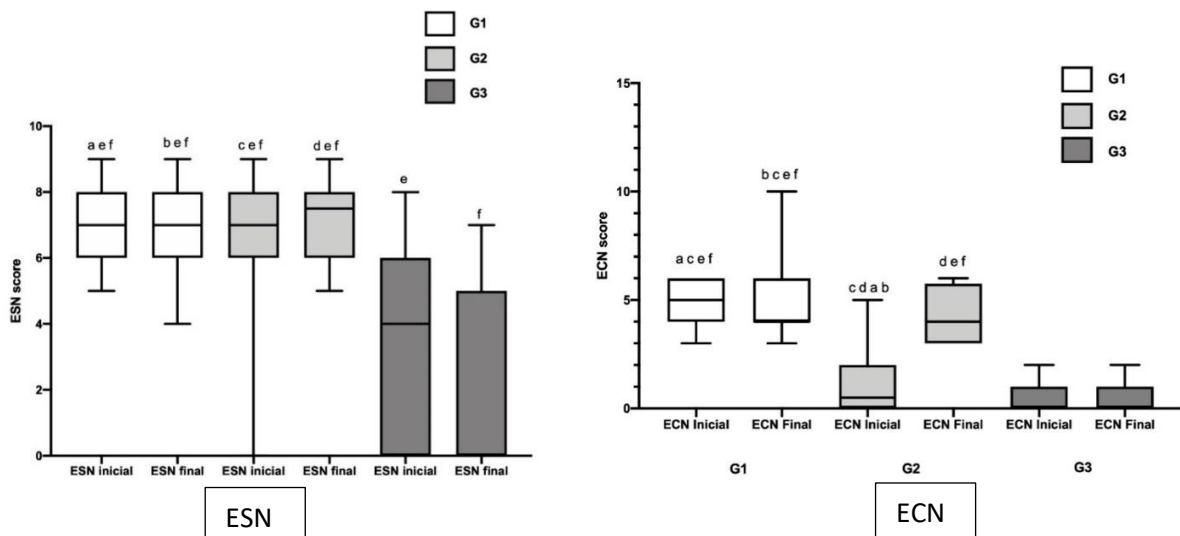 G1
G2
G3
ESN score
10
8
6
4
2
0
a e f
b e f
c e f
d e f
e
f
ESN inicial
ESN final
ESN inicial
ESN final
ESN inicial
ESN final
ESN
G1
G2
G3
ECN score
15
10
5
0
a c e f
b c e f
c d a b
d e f
ECN Inicial
ECN Final
ECN Inicial
ECN Final
ECN Inicial
ECN Final
G1
G2
G3
ECN